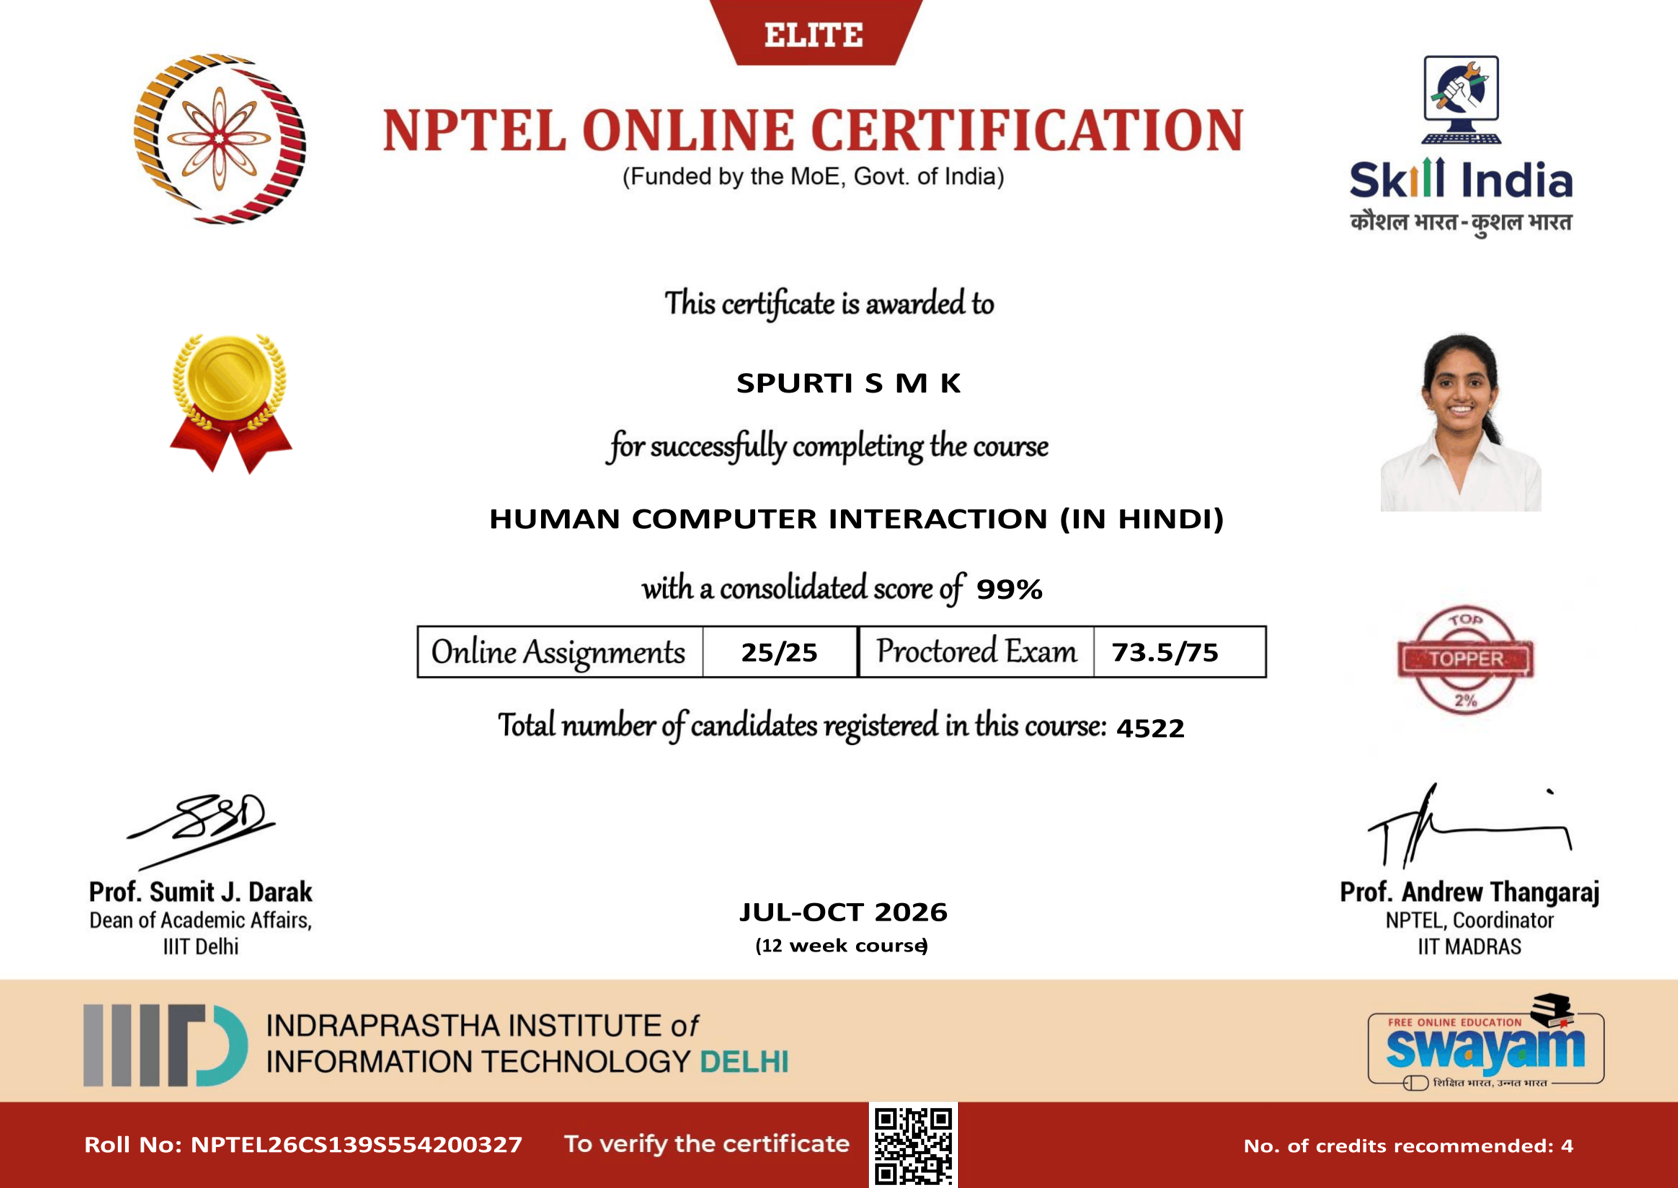 ELITE
NPTEL ONLINE CERTIFICATION
(Funded by the MoE, Govt. of India)
Skill India
कौशल भारत - कुशल भारत
This certificate is awarded to
SPURTI S M K
for successfully completing the course
HUMAN COMPUTER INTERACTION (IN HINDI)
with a consolidated score of 99%
Online Assignments 25/25 Proctored Exam 73.5/75
TOP
TOPPER
2%
Total number of candidates registered in this course: 4522
Prof. Sumit J. Darak
Dean of Academic Affairs,
IIIT Delhi
JUL-OCT 2026
(12 week course)
Prof. Andrew Thangaraj
NPTEL, Coordinator
IIT MADRAS
IIITD
INDRAPRASTHA INSTITUTE of
INFORMATION TECHNOLOGY DELHI
FREE ONLINE EDUCATION
swayam
शिक्षित भारत, उन्नत भारत
Roll No: NPTEL26CS139S554200327 To verify the certificate No. of credits recommended: 4